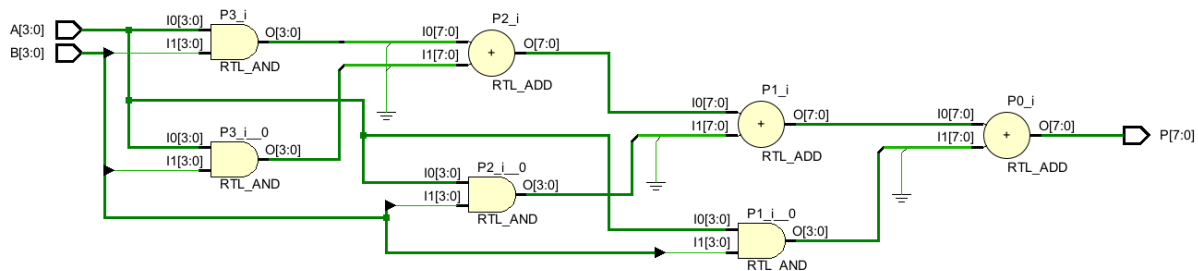 P3_i
A[3:0]
I0[3:0]
O[3:0]
B[3:0]
I1[3:0]
RTL_AND
P2_i
I0[7:0]
O[7:0]
I1[7:0]
+
RTL_ADD
P3_i__0
I0[3:0]
O[3:0]
I1[3:0]
RTL_AND
P1_i
I0[7:0]
O[7:0]
I1[7:0]
+
RTL_ADD
P0_i
I0[7:0]
O[7:0]
I1[7:0]
+
RTL_ADD
P[7:0]
P2_i__0
I0[3:0]
O[3:0]
I1[3:0]
RTL_AND
P1_i__0
I0[3:0]
O[3:0]
I1[3:0]
RTL_AND